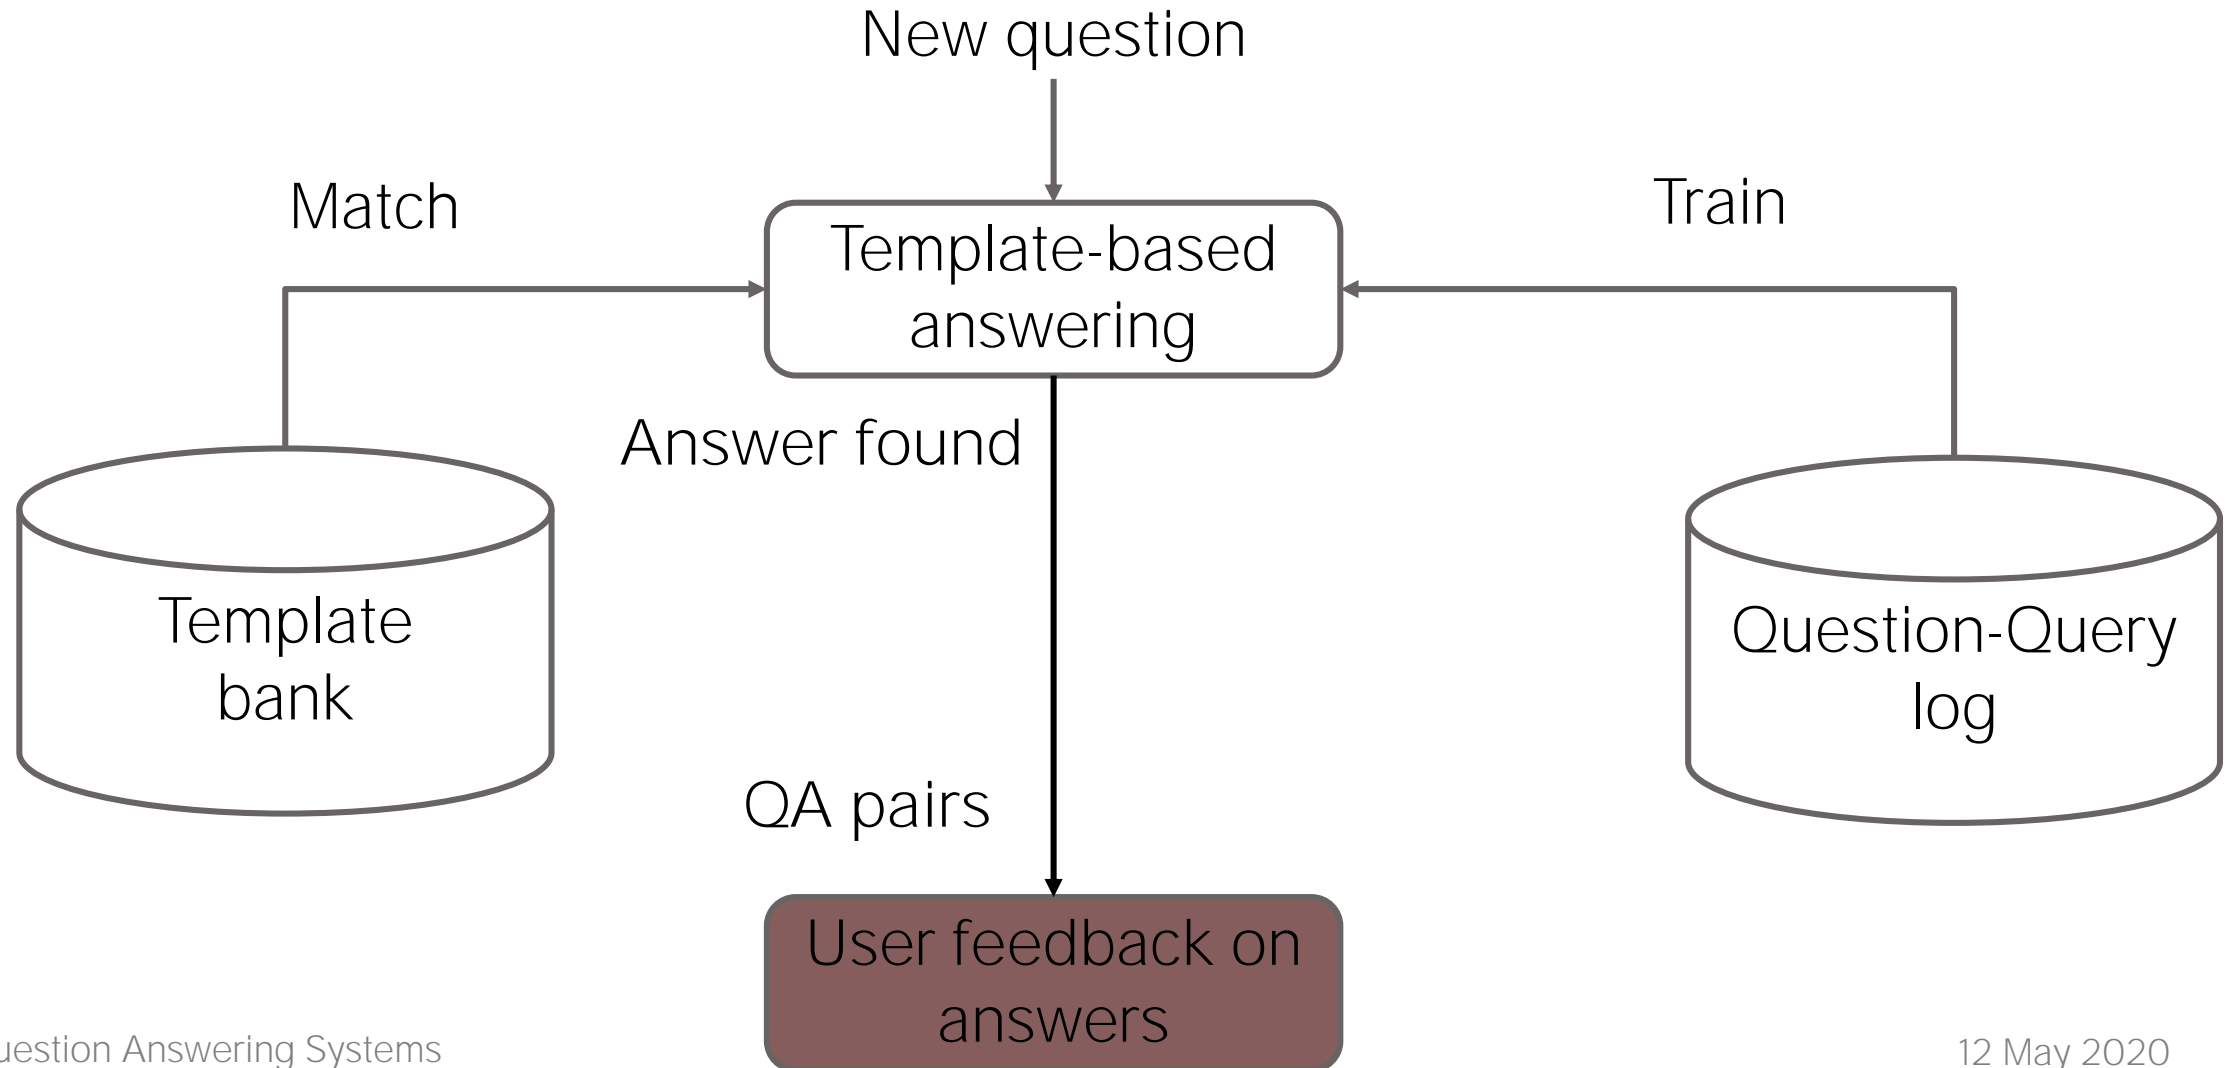 New question
Match
Train
Template-based
answering
Answer found
Template
bank
Question-Query
log
QA pairs
User feedback on
answers
Answering Systems
12 May 2020